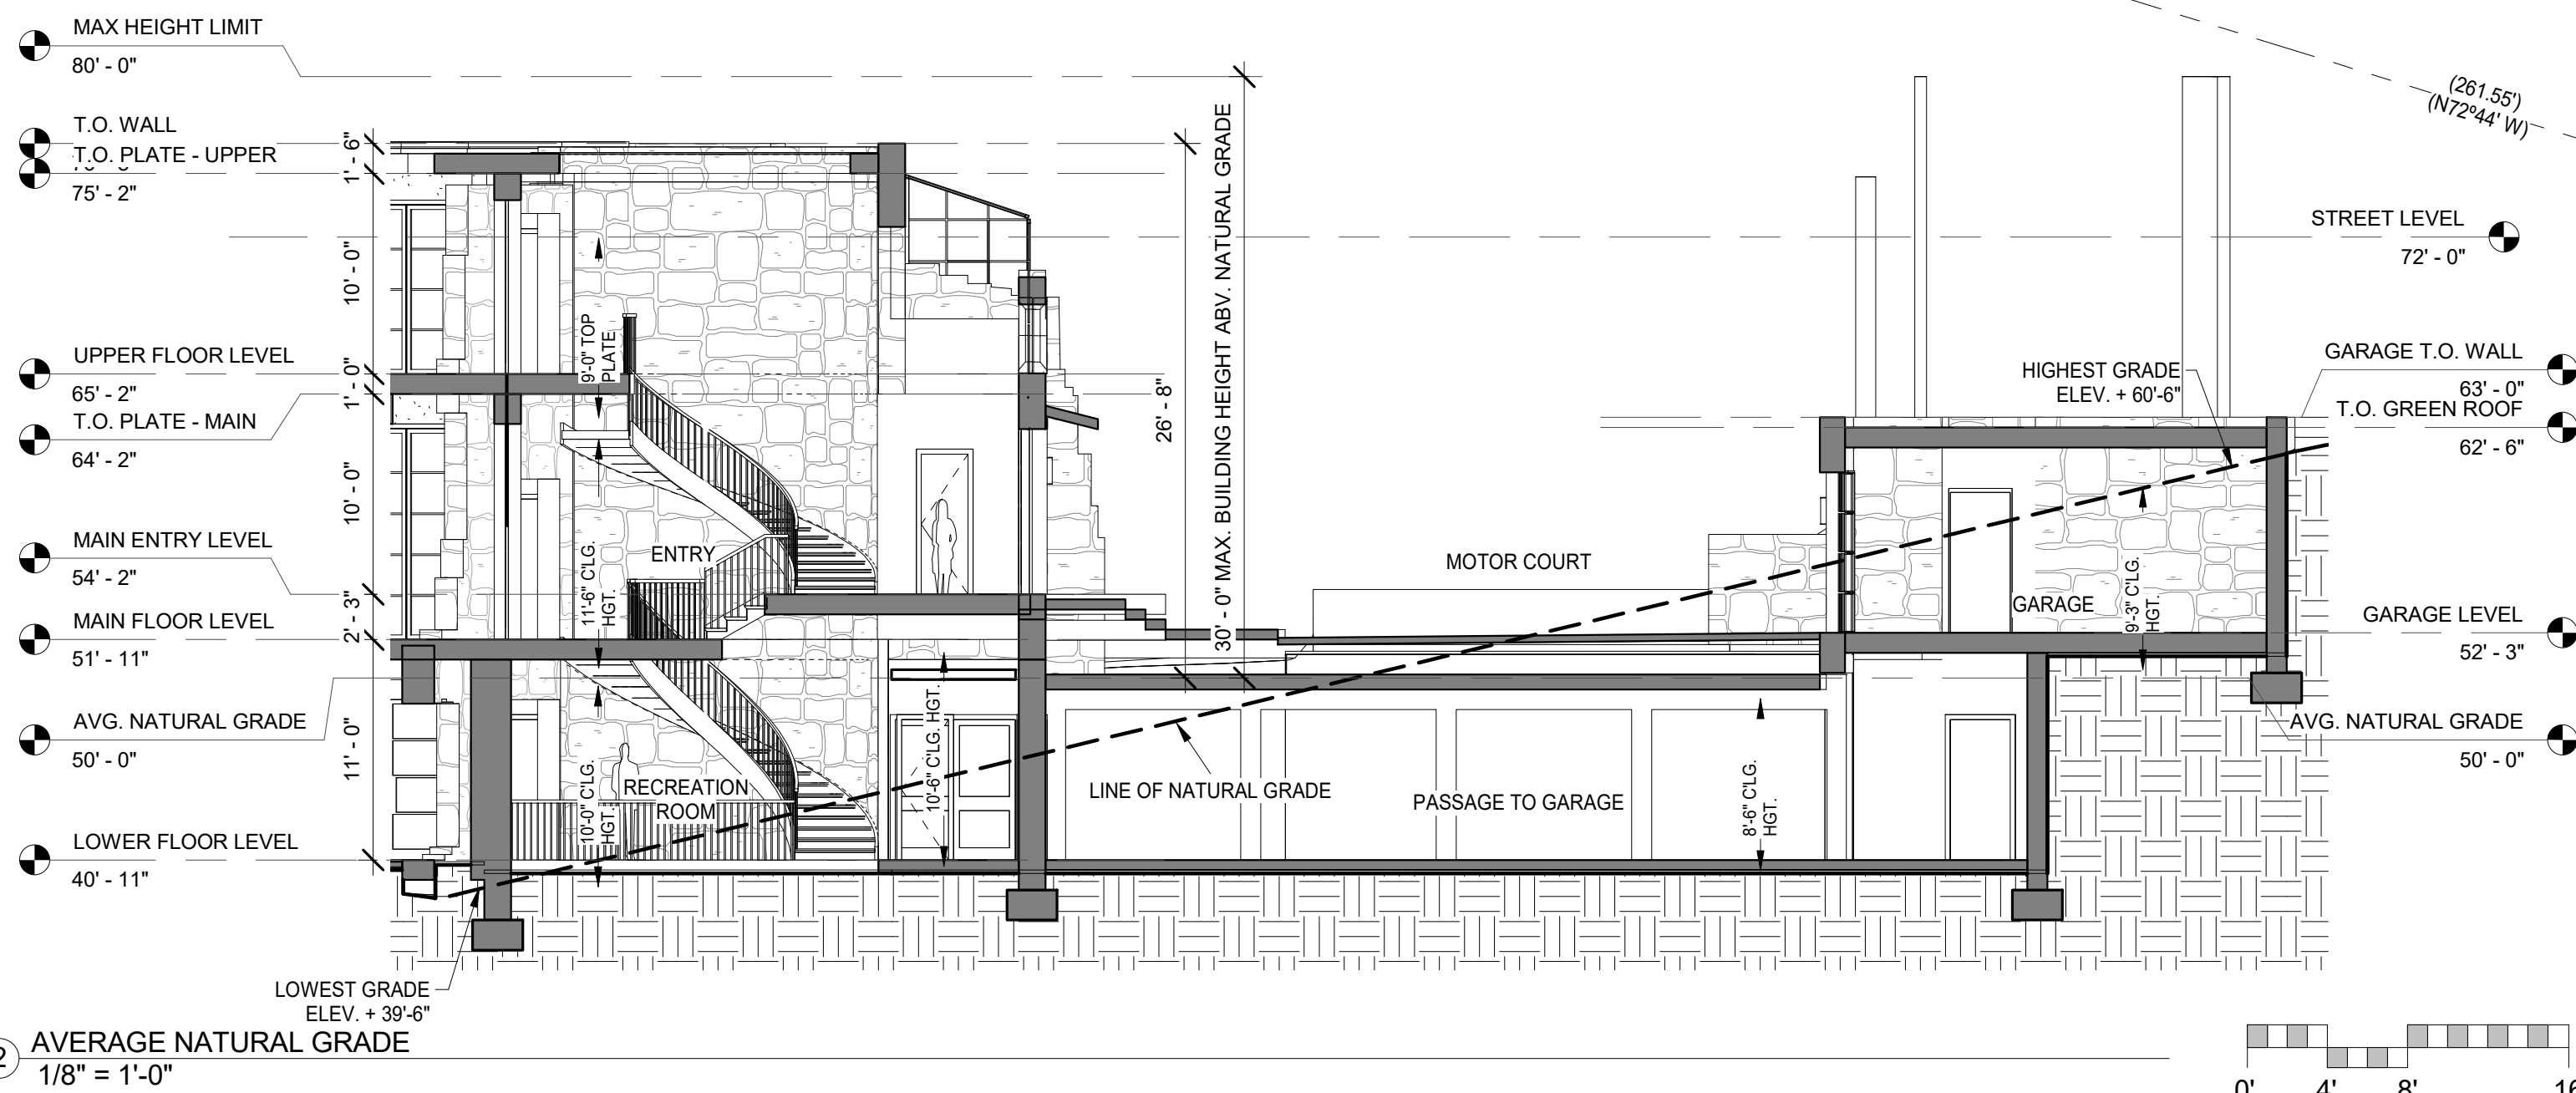 MAX HEIGHT LIMIT
80' - 0"
T.O. WALL
T.O. PLATE - UPPER
75' - 2"
UPPER FLOOR LEVEL
65' - 2"
T.O. PLATE - MAIN
64' - 2"
MAIN ENTRY LEVEL
54' - 2"
MAIN FLOOR LEVEL
51' - 11"
AVG. NATURAL GRADE
50' - 0"
LOWER FLOOR LEVEL
40' - 11"
1' - 6"
10' - 0"
1' - 0"
10' - 0"
2' - 3"
11' - 0"
9'-0" TOP
PLATE
11'-6" C'LG.
HGT.
ENTRY
10'-0" C'LG.
HGT.
RECREATION
ROOM
10'-6" C'LG. HGT.
26' - 8"
30' - 0" MAX. BUILDING HEIGHT ABV. NATURAL GRADE
LINE OF NATURAL GRADE
MOTOR COURT
PASSAGE TO GARAGE
8'-6" C'LG.
HGT.
GARAGE
9'-3" C'LG.
HGT.
HIGHEST GRADE
ELEV. + 60'-6"
(261.55')
(N72°44' W)
STREET LEVEL
72' - 0"
GARAGE T.O. WALL
63' - 0"
T.O. GREEN ROOF
62' - 6"
GARAGE LEVEL
52' - 3"
AVG. NATURAL GRADE
50' - 0"
LOWEST GRADE
ELEV. + 39'-6"
2
AVERAGE NATURAL GRADE
1/8" = 1'-0"
0' 4' 8' 16